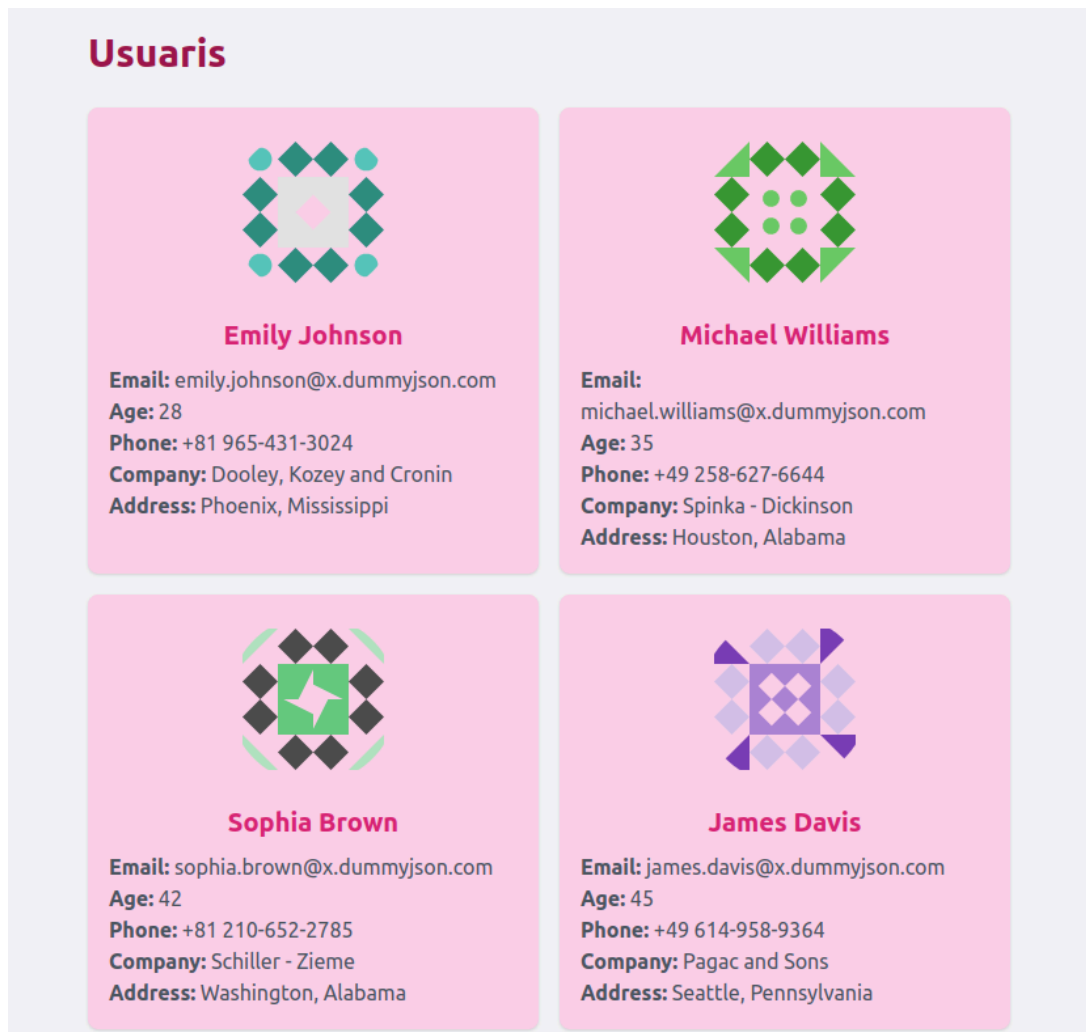 Usuaris
Emily Johnson
Email: emily.johnson@x.dummyjson.com
Age: 28
Phone: +81 965-431-3024
Company: Dooley, Kozey and Cronin
Address: Phoenix, Mississippi
Michael Williams
Email:
michael.williams@x.dummyjson.com
Age: 35
Phone: +49 258-627-6644
Company: Spinka - Dickinson
Address: Houston, Alabama
Sophia Brown
Email: sophia.brown@x.dummyjson.com
Age: 42
Phone: +81 210-652-2785
Company: Schiller - Zieme
Address: Washington, Alabama
James Davis
Email: james.davis@x.dummyjson.com
Age: 45
Phone: +49 614-958-9364
Company: Pagac and Sons
Address: Seattle, Pennsylvania